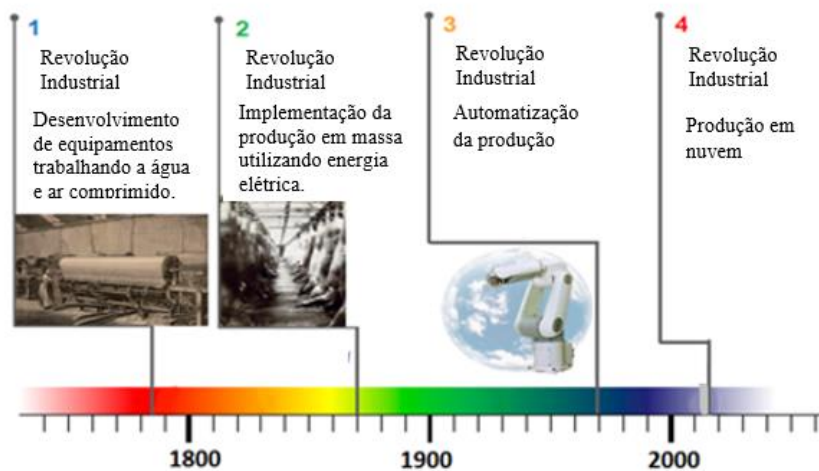 1
Revolução
Industrial
Desenvolvimento
de equipamentos
trabalhando a água
e ar comprimido.
2
Revolução
Industrial
Implementação da
produção em massa
utilizando energia
elétrica.
3
Revolução
Industrial
Automatização
da produção
4
Revolução
Industrial
Produção em
nuvem
1800
1900
2000